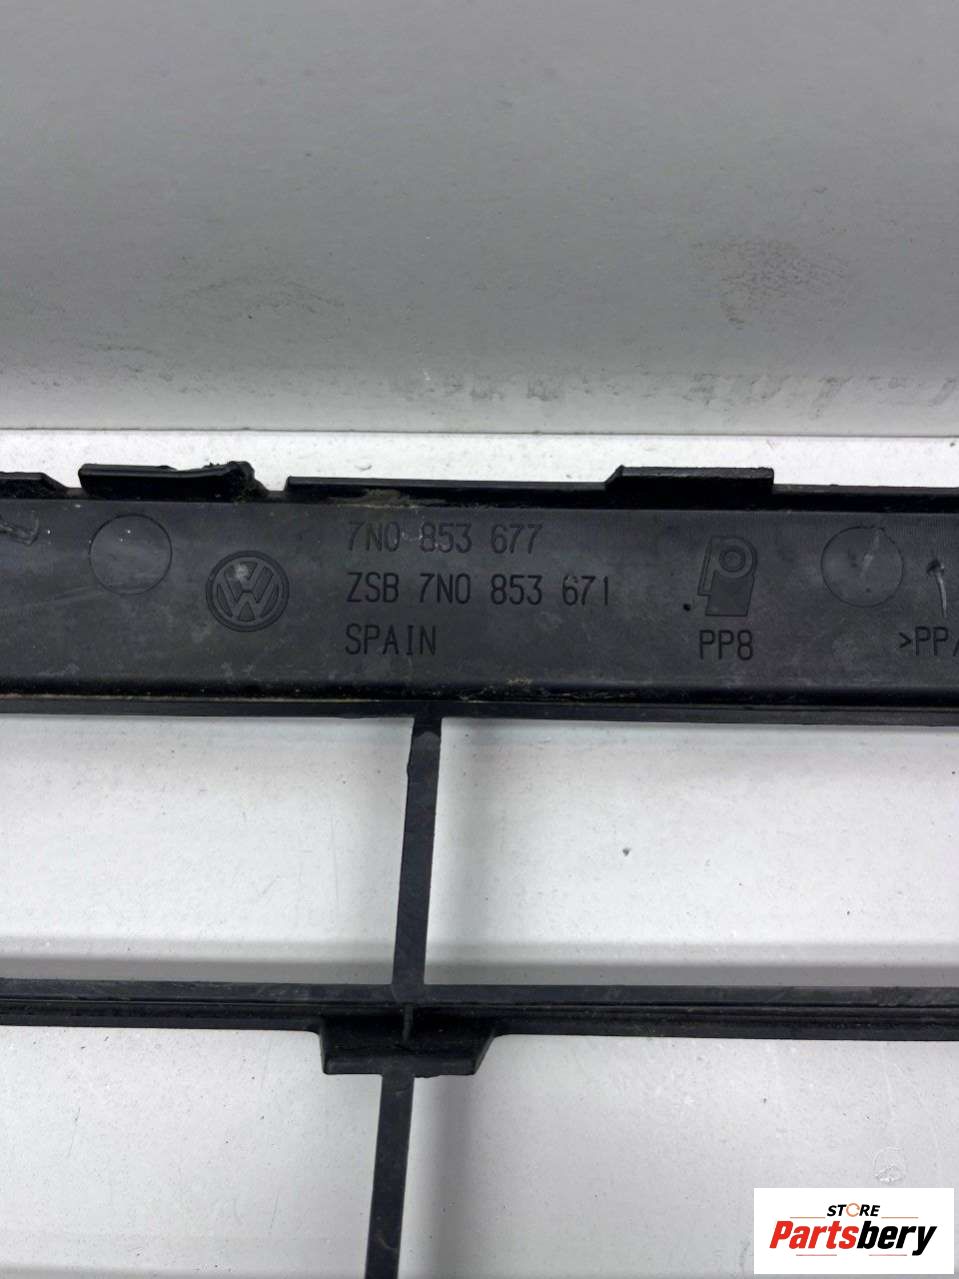 7N0 853 677
ZSB 7N0 853 671
SPAIN
PP8
>PP
STORE
Partsbery